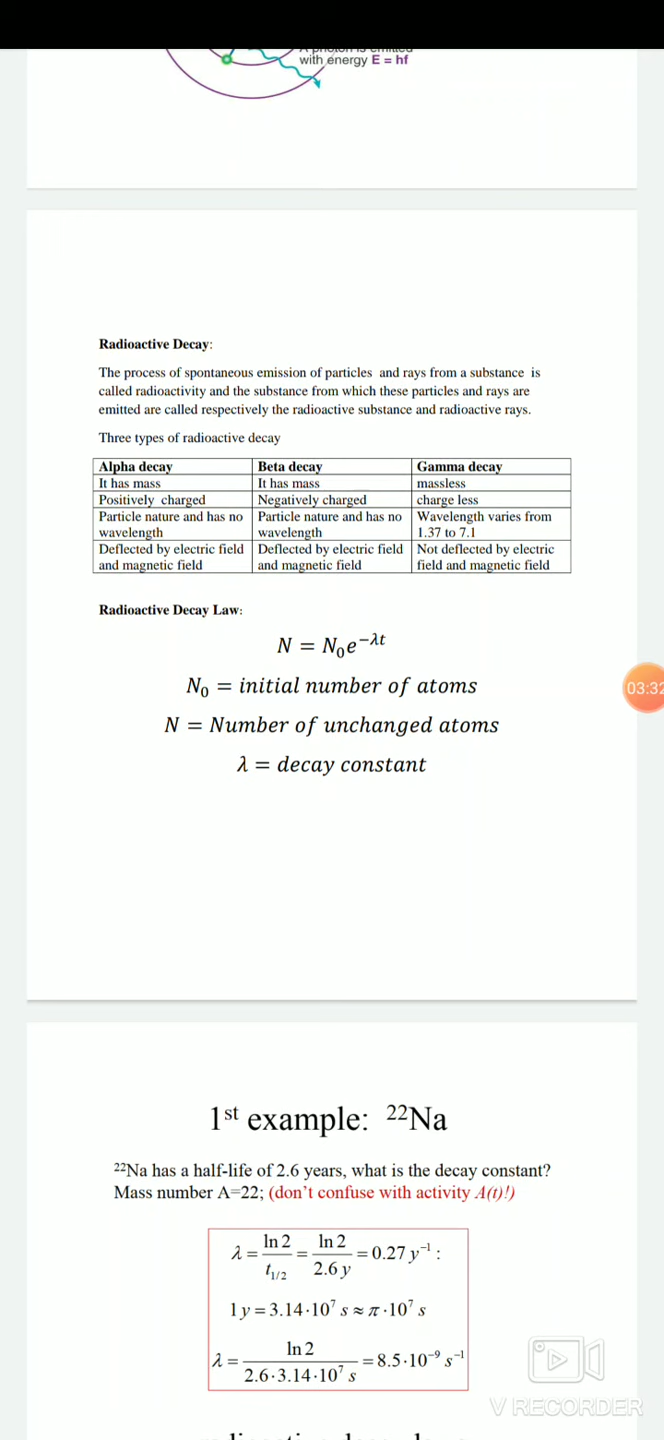 A photon is emitted
with energy E = hf
Radioactive Decay:
The process of spontaneous emission of particles and rays from a substance is
called radioactivity and the substance from which these particles and rays are
emitted are called respectively the radioactive substance and radioactive rays.
Three types of radioactive decay
Alpha decay Beta decay Gamma decay
It has mass It has mass massless
Positively charged Negatively charged charge less
Particle nature and has no Particle nature and has no Wavelength varies from
wavelength wavelength 1.37 to 7.1
Deflected by electric field Deflected by electric field Not deflected by electric
and magnetic field and magnetic field field and magnetic field
Radioactive Decay Law:
N = N₀e^−λt
N₀ = initial number of atoms
N = Number of unchanged atoms
λ = decay constant
03:32
1st example: ²²Na
²²Na has a half-life of 2.6 years, what is the decay constant?
Mass number A=22; (don't confuse with activity A(t)!)
λ = ln 2 / t1/2 = ln 2 / 2.6 y = 0.27 y⁻¹ :
1 y = 3.14·10⁷ s ≈ π·10⁷ s
λ = ln 2 / 2.6·3.14·10⁷ s = 8.5·10⁻⁹ s⁻¹
V RECORDER